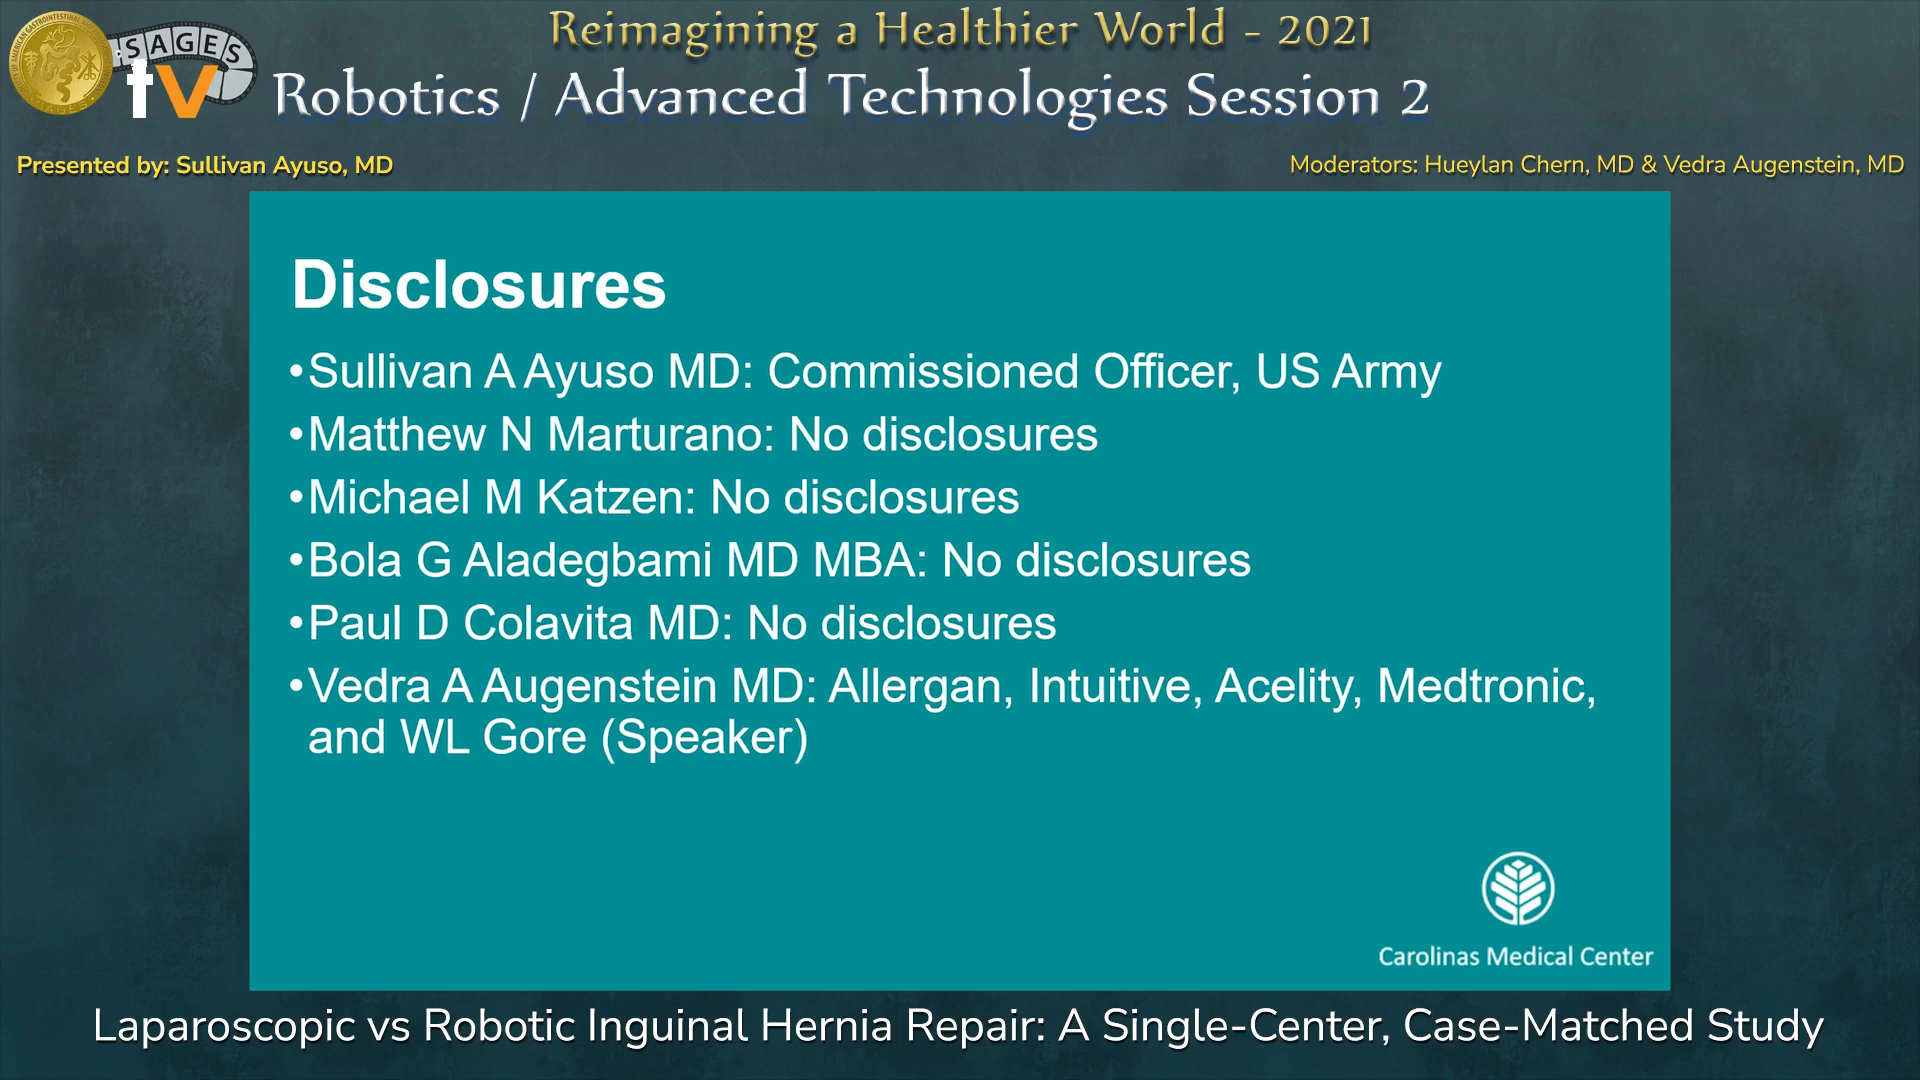 Reimagining a Healthier World - 2021
SAGES
tv
Robotics / Advanced Technologies Session 2
Presented by: Sullivan Ayuso, MD
Moderators: Hueylan Chern, MD & Vedra Augenstein, MD
Disclosures
•Sullivan A Ayuso MD: Commissioned Officer, US Army
•Matthew N Marturano: No disclosures
•Michael M Katzen: No disclosures
•Bola G Aladegbami MD MBA: No disclosures
•Paul D Colavita MD: No disclosures
•Vedra A Augenstein MD: Allergan, Intuitive, Acelity, Medtronic,
and WL Gore (Speaker)
Carolinas Medical Center
Laparoscopic vs Robotic Inguinal Hernia Repair: A Single-Center, Case-Matched Study